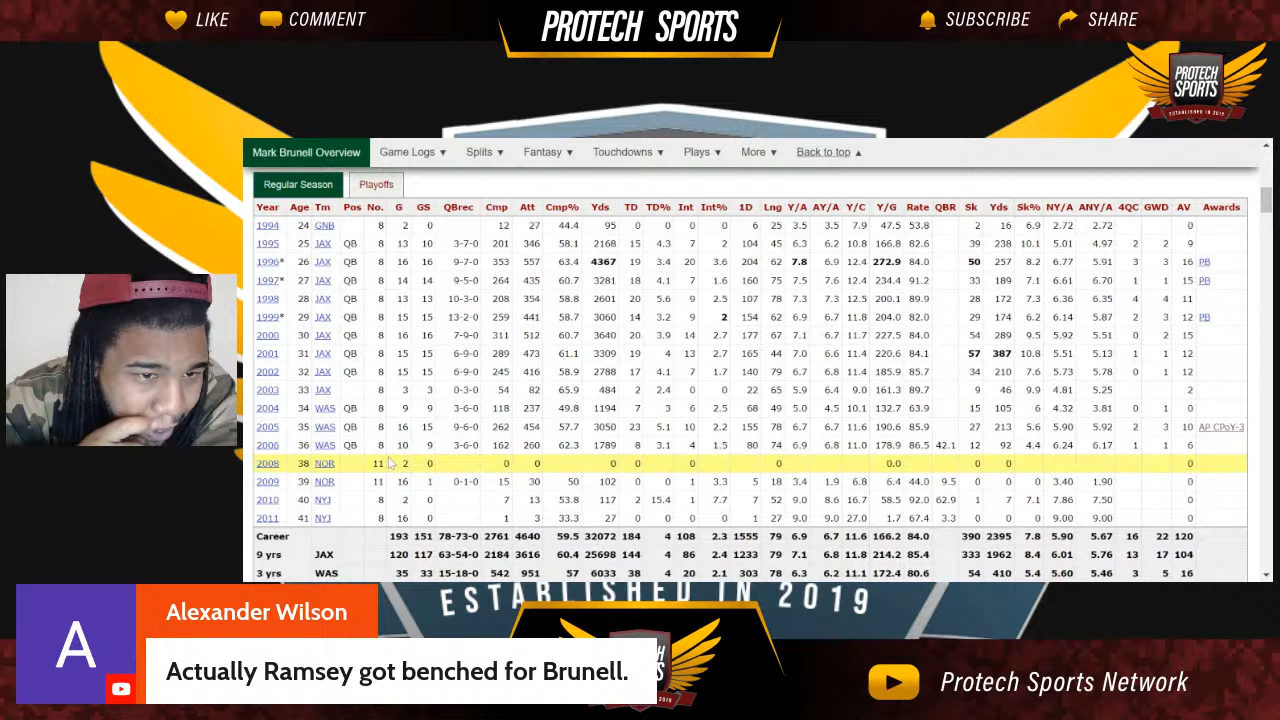 LIKE COMMENT PROTECH SPORTS SUBSCRIBE SHARE
PROTECH
SPORTS
ESTABLISHED IN 2019
Mark Brunell Overview Game Logs ▼ Splits ▼ Fantasy ▼ Touchdowns ▼ Plays ▼ More ▼ Back to top ▲
Regular Season Playoffs
Year Age Tm Pos No. G GS QBrec Cmp Att Cmp% Yds TD TD% Int Int% 1D Lng Y/A AY/A Y/C Y/G Rate QBR Sk Yds Sk% NY/A ANY/A 4QC GWD AV Awards
1994 24 GNB 8 2 0 12 27 44.4 95 0 0 0 0 6 25 3.5 3.5 7.9 47.5 53.8 2 16 6.9 2.72 2.72 0
1995 25 JAX QB 8 13 10 3-7-0 201 346 58.1 2168 15 4.3 7 2 104 45 6.3 6.2 10.8 166.8 82.6 39 238 10.1 5.01 4.97 2 2 9
1996* 26 JAX QB 8 16 16 9-7-0 353 557 63.4 4367 19 3.4 20 3.6 204 62 7.8 6.9 12.4 272.9 84.0 50 257 8.2 6.77 5.91 3 3 16 PB
1997* 27 JAX QB 8 14 14 9-5-0 264 435 60.7 3281 18 4.1 7 1.6 160 75 7.5 7.6 12.4 234.4 91.2 33 189 7.1 6.61 6.71 0 1 15 PB
1998 28 JAX QB 8 13 13 10-3-0 208 354 58.8 2601 20 5.6 9 2.5 107 78 7.3 7.3 12.5 200.1 89.9 28 172 7.3 6.36 6.35 4 4 11
1999* 29 JAX QB 8 15 15 13-2-0 259 441 58.7 3060 14 3.2 9 2 154 62 6.9 6.7 11.8 204.0 82.0 29 174 6.2 6.14 5.87 2 3 12 PB
2000 30 JAX QB 8 16 16 7-9-0 311 512 60.7 3640 20 3.9 14 2.7 177 67 7.1 6.7 11.7 227.5 84.0 54 289 9.5 5.92 5.51 0 2 15
2001 31 JAX QB 8 15 15 6-9-0 289 473 61.1 3309 19 4 13 2.7 165 44 7.0 6.6 11.4 220.6 84.1 57 387 10.8 5.51 5.13 1 1 12
2002 32 JAX QB 8 15 15 6-9-0 245 416 58.9 2788 17 4.1 7 1.7 140 79 6.7 6.8 11.4 185.9 85.7 34 210 7.6 5.73 5.78 0 1 12
2003 33 JAX 8 3 3 0-3-0 54 82 65.9 484 2 2.4 0 0 28 22 5.9 6.4 9.0 161.3 89.7 9 46 9.9 4.81 5.25 2
2004 34 WAS QB 8 9 9 3-6-0 118 237 49.8 1194 7 3 6 2.5 68 49 5.0 4.5 10.1 132.7 63.9 15 105 6 4.32 3.81 0 1 0
2005 35 WAS QB 8 16 15 9-6-0 262 454 57.7 3050 23 5.1 10 2.2 155 78 6.7 6.7 11.6 190.6 85.9 27 213 5.6 5.90 5.94 2 3 10 AP CPoY-3
2006 36 WAS QB 8 10 9 3-6-0 162 260 62.3 1789 8 3.1 4 1.5 80 74 6.9 6.8 11.0 178.9 86.5 42.1 12 92 4.4 6.24 6.17 1 1 6
2008 38 NOR 11 2 0 0 0 0 0 0 0 0.0 0 0 0
2009 39 NOR 11 16 1 0-1-0 15 30 50 102 0 0 1 3.3 5 18 3.4 1.9 6.8 6.4 44.0 9.5 0 0 0 3.40 1.90 0 0 0
2010 40 NYJ 8 2 0 7 13 53.8 117 2 15.4 1 7.7 7 52 9.0 8.6 16.7 58.5 92.0 62.9 1 7 7.1 7.86 7.50 0 0 0
2011 41 NYJ 8 16 0 1 3 33.3 27 0 0 0 0 1 27 9.0 9.0 27.0 1.7 67.4 3.3 0 0 0 9.00 9.00 0 0 0
Career 193 151 78-73-0 2761 4640 59.5 32072 184 4 108 2.3 1555 79 6.9 6.7 11.6 166.2 84.0 390 2395 7.8 5.90 5.62 16 22 120
9 yrs JAX 120 117 63-54-0 2184 3616 60.4 25698 144 4 86 2.4 1233 79 7.1 6.8 11.8 214.2 85.4 333 1962 8.4 6.01 5.76 13 17 104
3 yrs WAS 35 33 15-18-0 542 951 57 6033 38 4 20 2.1 303 78 6.3 6.2 11.1 172.4 80.6 54 410 5.4 5.60 5.46 3 5 16
ESTABLISHED IN 2019
A Alexander Wilson
Actually Ramsey got benched for Brunell.
Protech Sports Network